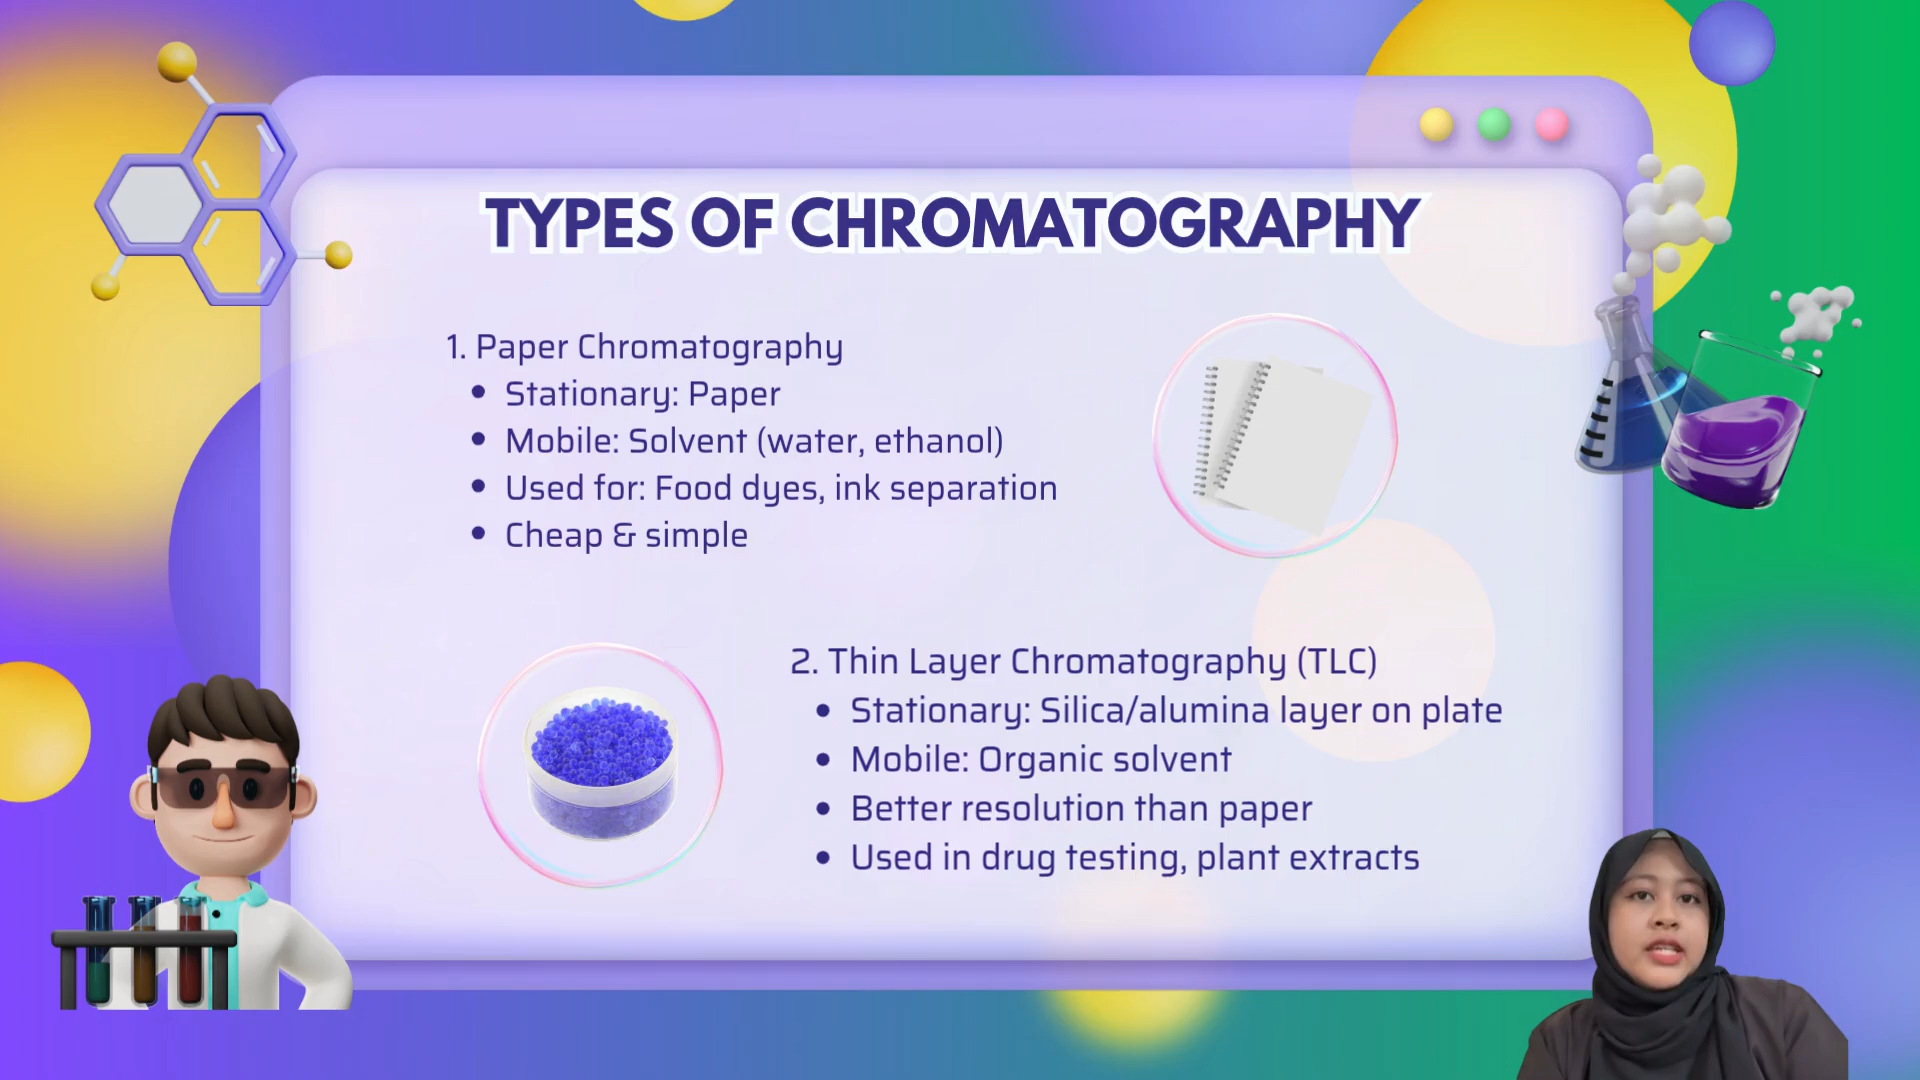 TYPES OF CHROMATOGRAPHY
1. Paper Chromatography
• Stationary: Paper
• Mobile: Solvent (water, ethanol)
• Used for: Food dyes, ink separation
• Cheap & simple
2. Thin Layer Chromatography (TLC)
• Stationary: Silica/alumina layer on plate
• Mobile: Organic solvent
• Better resolution than paper
• Used in drug testing, plant extracts